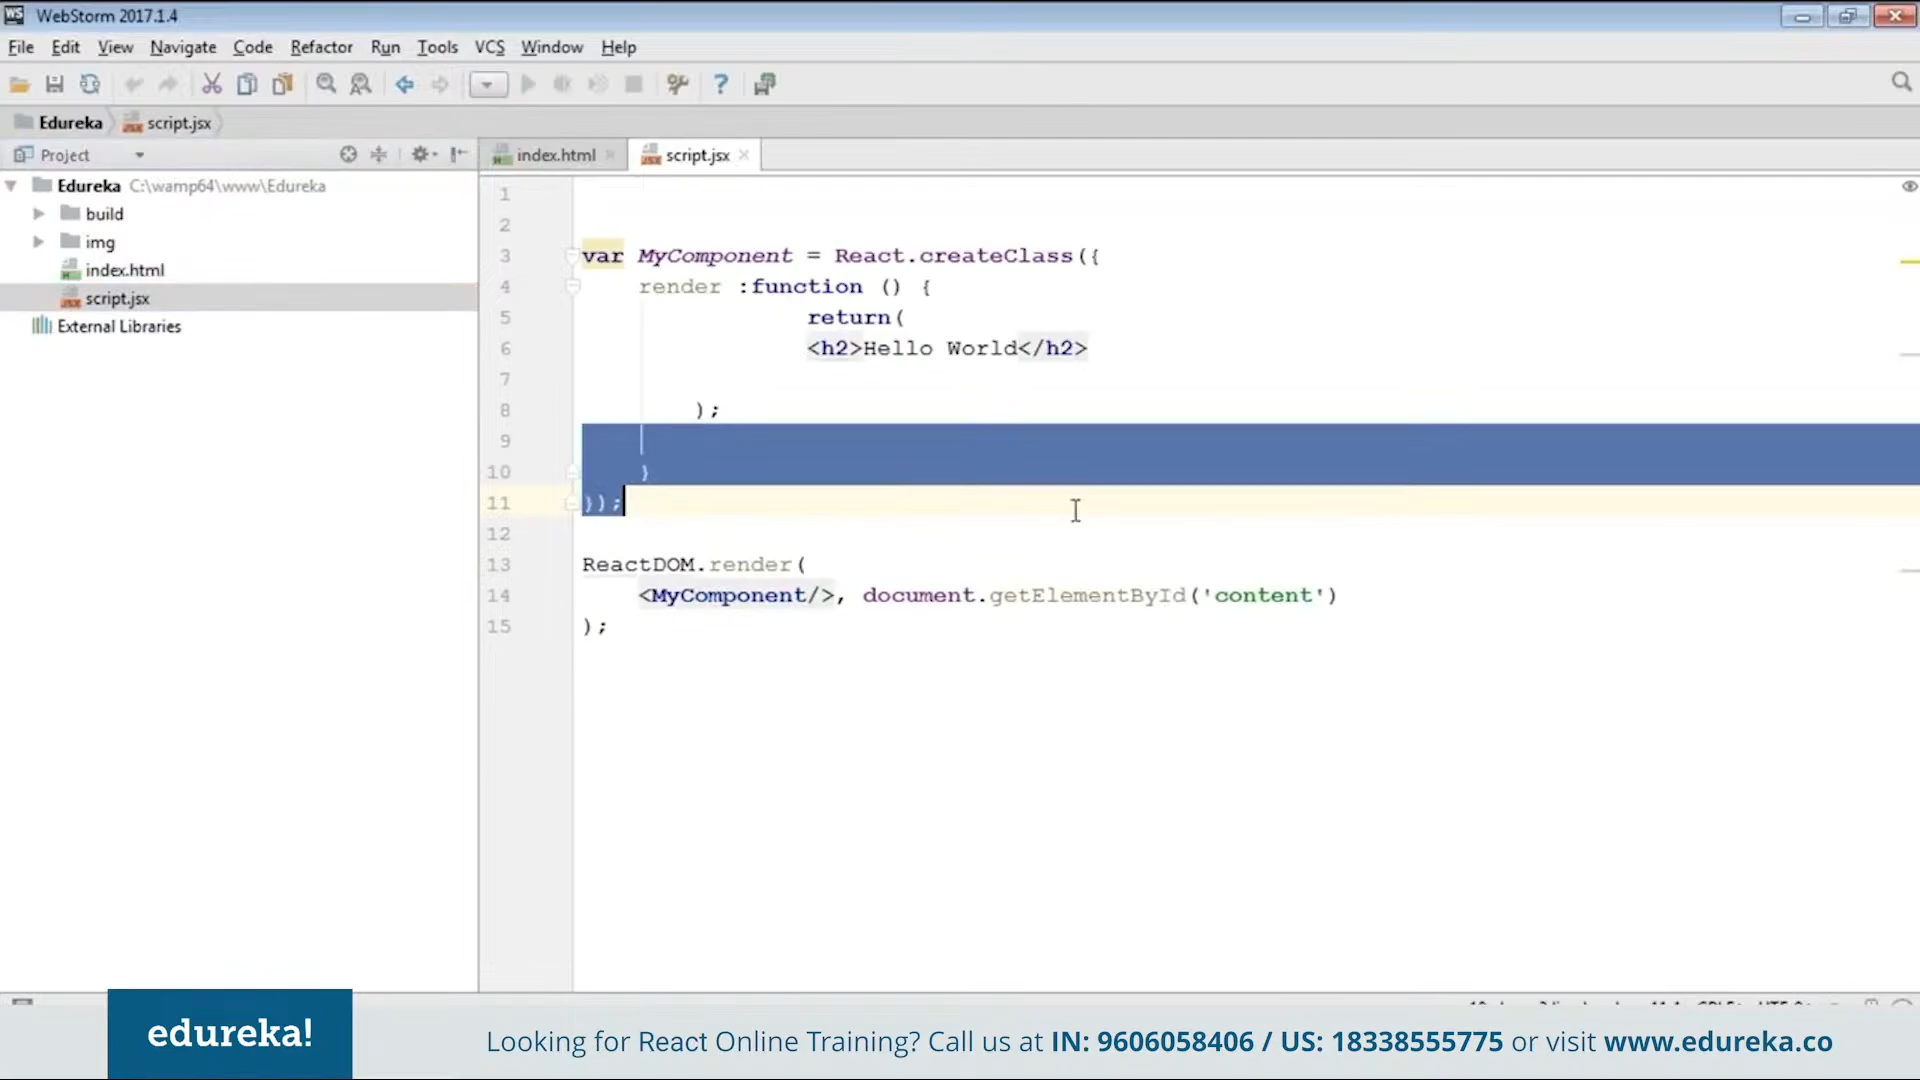 WS WebStorm 2017.1.4
File Edit View Navigate Code Refactor Run Tools VCS Window Help
Edureka script.jsx
Project
index.html script.jsx
Edureka C:\wamp64\www\Edureka
build
img
index.html
script.jsx
External Libraries
1
2
3 var MyComponent = React.createClass({
4 render :function () {
5 return(
6 <h2>Hello World</h2>
7
8 );
9
10 }
11 });
12
13 ReactDOM.render(
14 <MyComponent/>, document.getElementById('content')
15 );
edureka!
Looking for React Online Training? Call us at IN: 9606058406 / US: 18338555775 or visit www.edureka.co